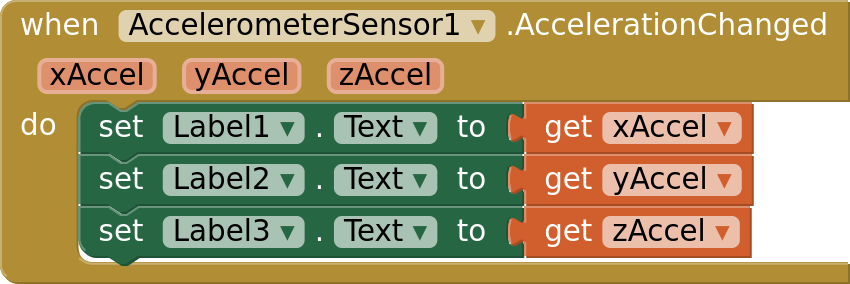 when AccelerometerSensor1 ▾ .AccelerationChanged
xAccel yAccel zAccel
do set Label1 ▾ . Text ▾ to get xAccel ▾
set Label2 ▾ . Text ▾ to get yAccel ▾
set Label3 ▾ . Text ▾ to get zAccel ▾